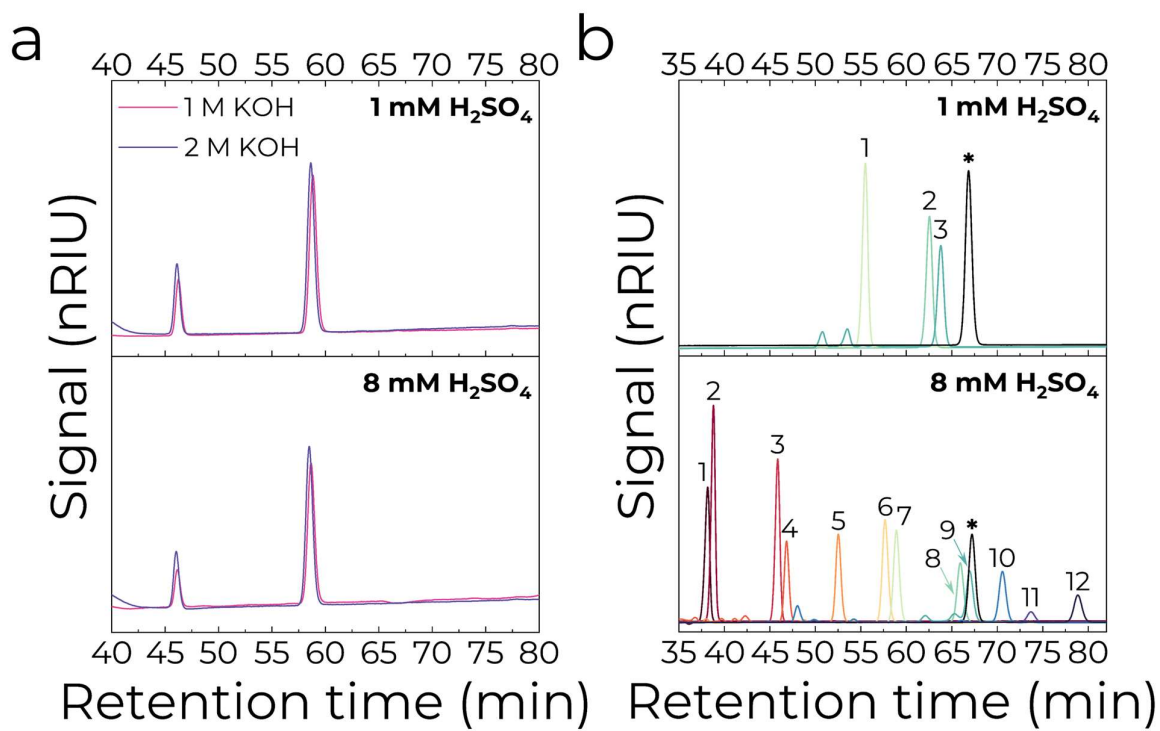 a
40 45 50 55 60 65 70 75 80
1 M KOH
2 M KOH
1 mM H₂SO₄
8 mM H₂SO₄
Signal (nRIU)
40 45 50 55 60 65 70 75 80
Retention time (min)
b
35 40 45 50 55 60 65 70 75 80
1 mM H₂SO₄
1
2
3
*
8 mM H₂SO₄
1
2
3
4
5
6
7
8
9
*
10
11
12
Signal (nRIU)
35 40 45 50 55 60 65 70 75 80
Retention time (min)